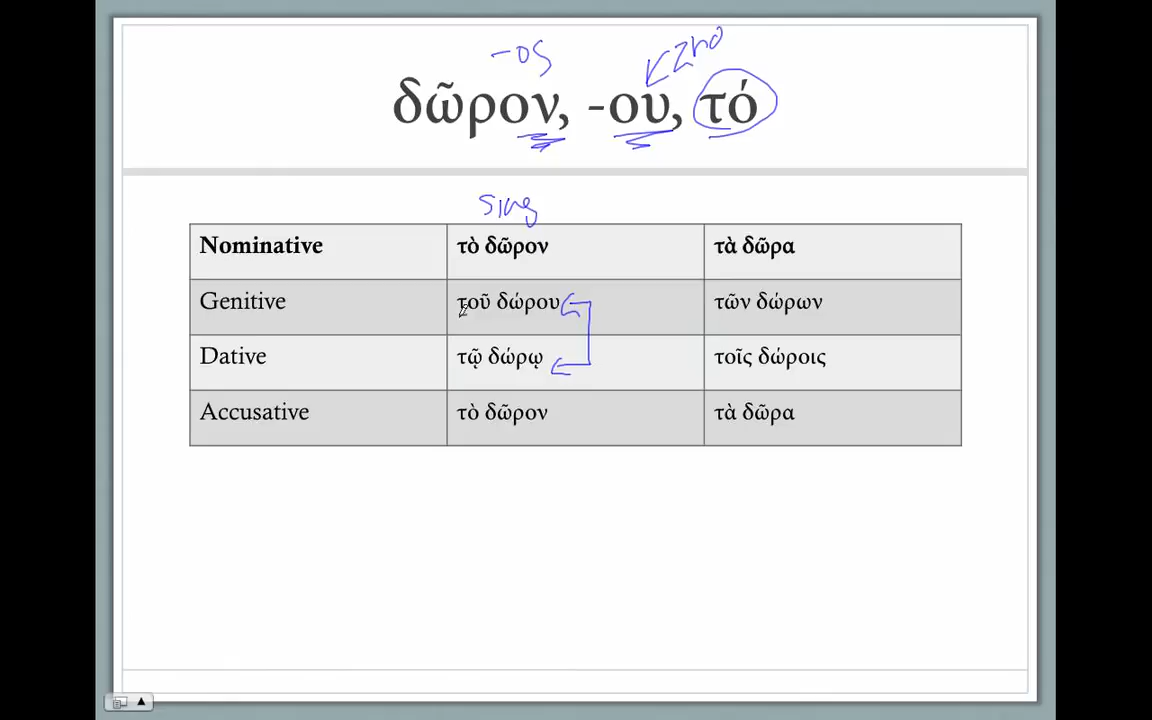 -os 2nd
δῶρον, -ου, τό
sing
Nominative τὸ δῶρον τὰ δῶρα
Genitive τοῦ δώρου τῶν δώρων
Dative τῷ δώρῳ τοῖς δώροις
Accusative τὸ δῶρον τὰ δῶρα